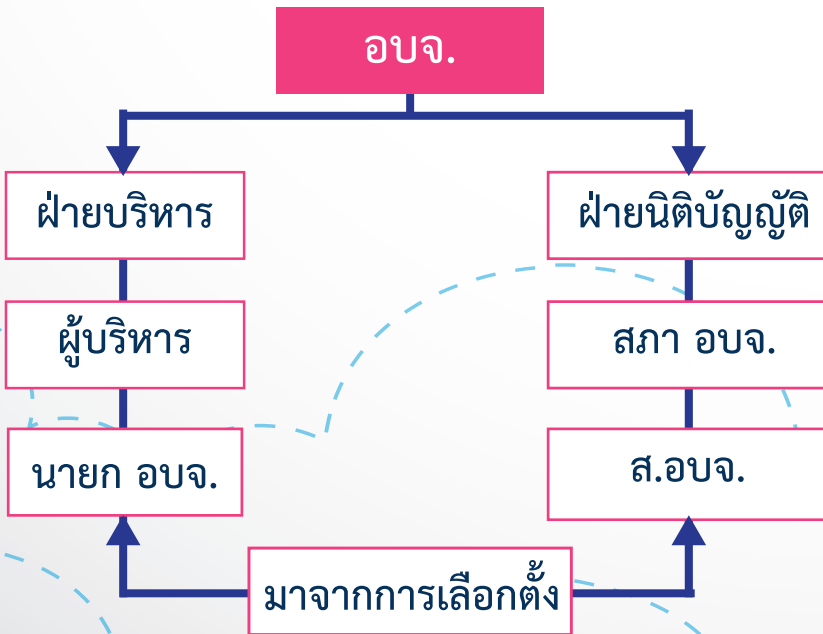 อบจ.
ฝ่ายบริหาร
ฝ่ายนิติบัญญัติ
ผู้บริหาร
สภา อบจ.
นายก อบจ.
ส.อบจ.
มาจากการเลือกตั้ง